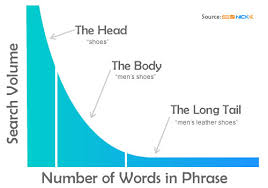 Source:
The Head
"shoes"
The Body
"men's shoes"
The Long Tail
"men's leather shoes"
Search Volume
Number of Words in Phrase